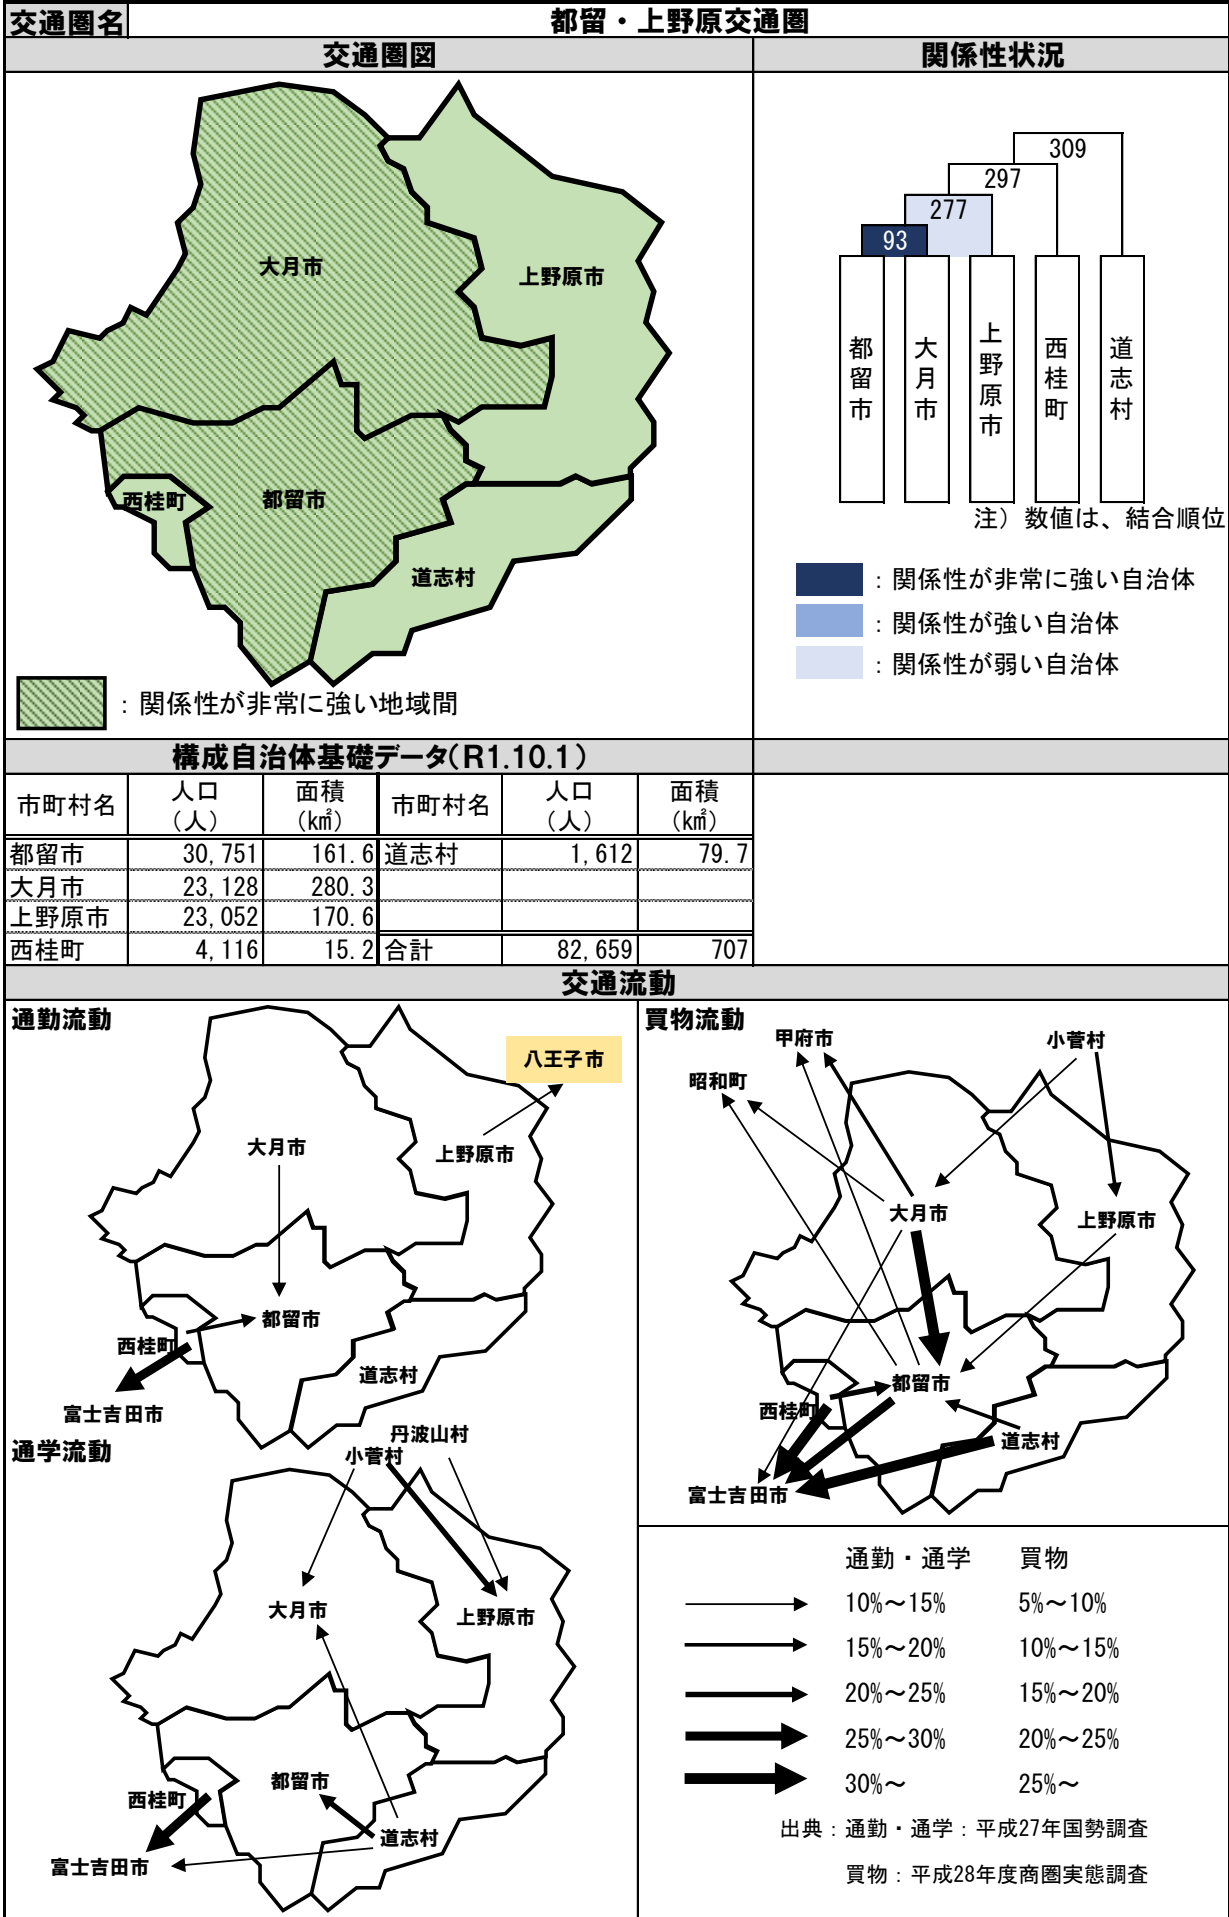 交通圏名
都留・上野原交通圏
交通圏図
関係性状況
大月市
上野原市
西桂町
都留市
道志村
：関係性が非常に強い地域間
309
297
277
93
都留市
大月市
上野原市
西桂町
道志村
注）数値は、結合順位
：関係性が非常に強い自治体
：関係性が強い自治体
：関係性が弱い自治体
構成自治体基礎データ(R1.10.1)
市町村名 人口（人） 面積（㎢） 市町村名 人口（人） 面積（㎢）
都留市 30,751 161.6 道志村 1,612 79.7
大月市 23,128 280.3
上野原市 23,052 170.6
西桂町 4,116 15.2 合計 82,659 707
交通流動
通勤流動
八王子市
大月市
上野原市
都留市
西桂町
道志村
富士吉田市
買物流動
甲府市
小菅村
昭和町
大月市
上野原市
都留市
西桂町
道志村
富士吉田市
通学流動
丹波山村
小菅村
大月市
上野原市
都留市
西桂町
道志村
富士吉田市
通勤・通学 買物
10%～15% 5%～10%
15%～20% 10%～15%
20%～25% 15%～20%
25%～30% 20%～25%
30%～ 25%～
出典：通勤・通学：平成27年国勢調査
買物：平成28年度商圏実態調査